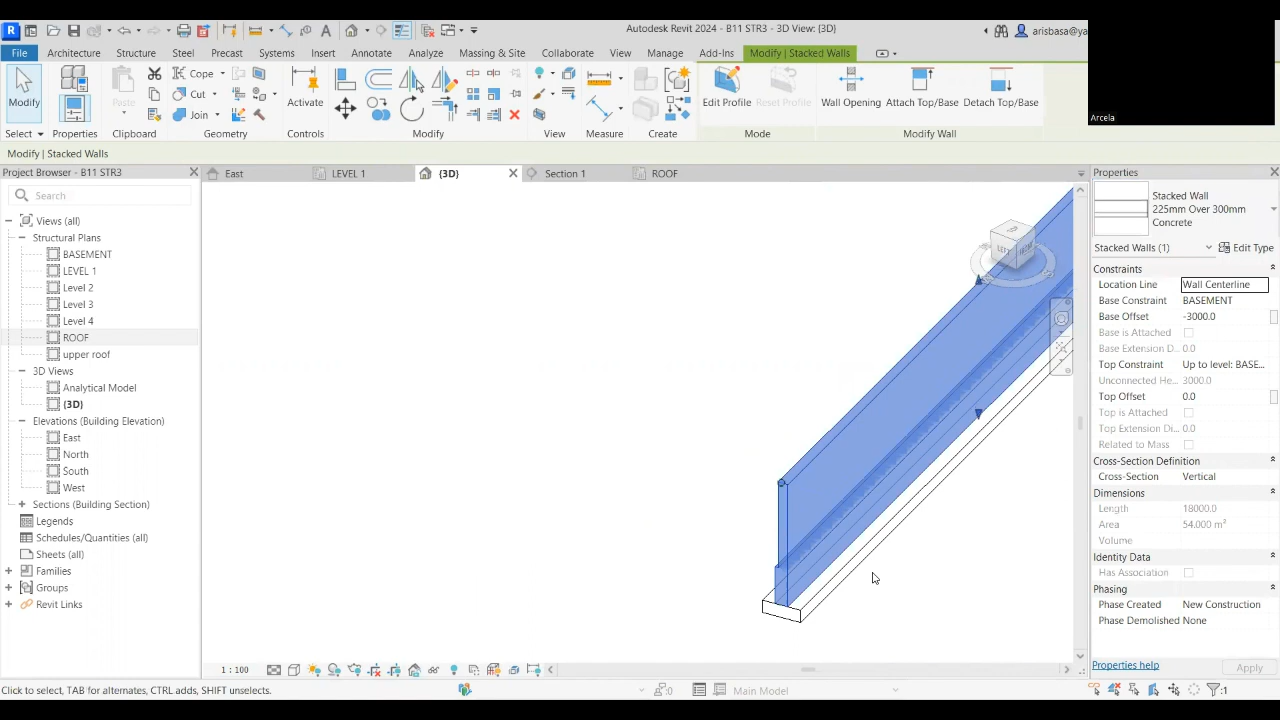 Autodesk Revit 2024 - B11 STR3 - 3D View: {3D}
arisbasa@ya
File Architecture Structure Steel Precast Systems Insert Annotate Analyze Massing & Site Collaborate View Manage Add-Ins Modify | Stacked Walls
Modify
Paste
Cope
Cut
Join
Activate
Edit Profile
Reset Profile
Wall Opening
Attach Top/Base
Detach Top/Base
Arcela
Select Properties Clipboard Geometry Controls Modify View Measure Create Mode Modify Wall
Modify | Stacked Walls
Project Browser - B11 STR3
East
LEVEL 1
{3D}
Section 1
ROOF
Properties
Search
Views (all)
Structural Plans
BASEMENT
LEVEL 1
Level 2
Level 3
Level 4
ROOF
upper roof
3D Views
Analytical Model
{3D}
Elevations (Building Elevation)
East
North
South
West
Sections (Building Section)
Legends
Schedules/Quantities (all)
Sheets (all)
Families
Groups
Revit Links
LEFT
Stacked Wall
225mm Over 300mm
Concrete
Stacked Walls (1)
Edit Type
Constraints
Location Line Wall Centerline
Base Constraint BASEMENT
Base Offset -3000.0
Base is Attached
Base Extension D... 0.0
Top Constraint Up to level: BASE...
Unconnected He... 3000.0
Top Offset 0.0
Top is Attached
Top Extension Di... 0.0
Related to Mass
Cross-Section Definition
Cross-Section Vertical
Dimensions
Length 18000.0
Area 54.000 m²
Volume
Identity Data
Has Association
Phasing
Phase Created New Construction
Phase Demolished None
Properties help
Apply
1 : 100
Click to select, TAB for alternates, CTRL adds, SHIFT unselects.
:0
Main Model
:1